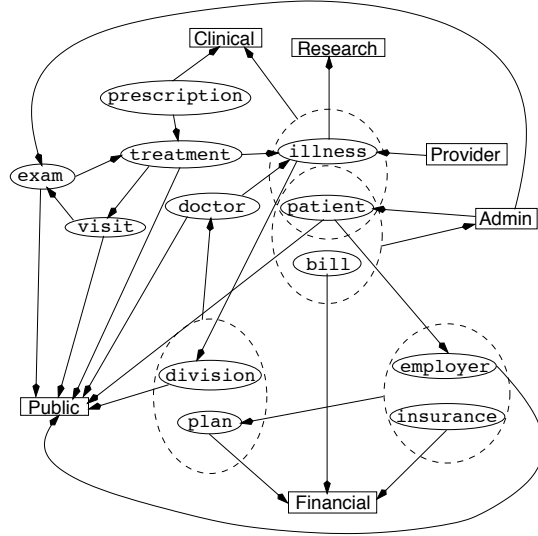 Clinical
Research
prescription
illness
treatment
Provider
exam
doctor
patient
Admin
visit
bill
employer
division
Public
insurance
plan
Financial